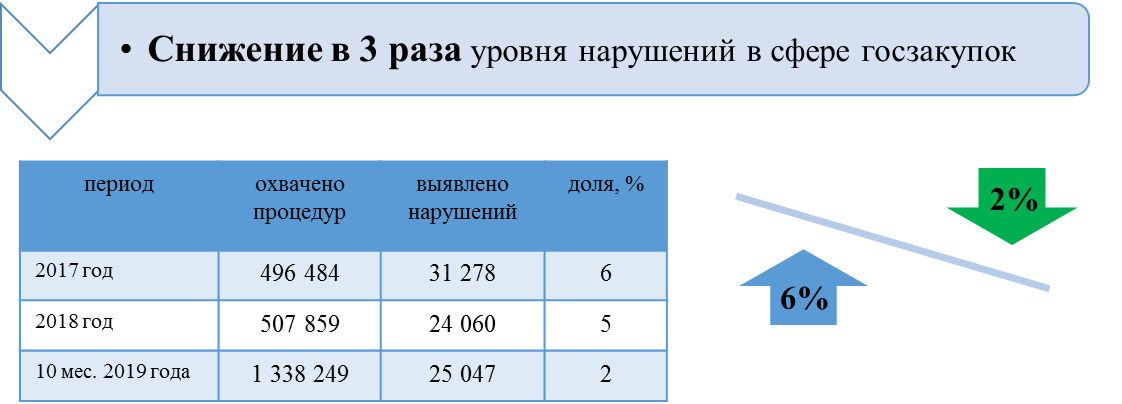 • Снижение в 3 раза уровня нарушений в сфере госзакупок
период охвачено процедур выявлено нарушений доля, %
2017 год 496 484 31 278 6
2018 год 507 859 24 060 5
10 мес. 2019 года 1 338 249 25 047 2
2%
6%